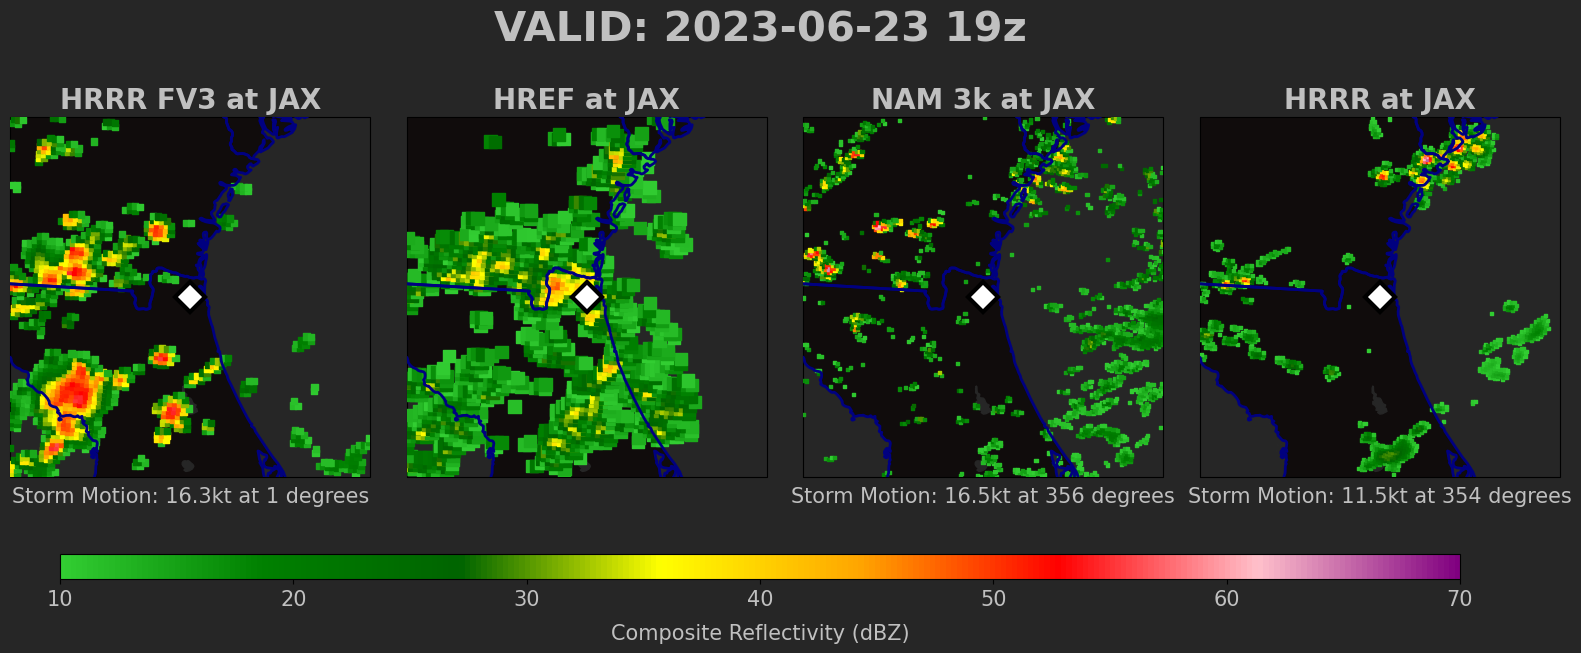 VALID: 2023-06-23 19z
HRRR FV3 at JAX
HREF at JAX
NAM 3k at JAX
HRRR at JAX
Storm Motion: 16.3kt at 1 degrees
Storm Motion: 16.5kt at 356 degrees
Storm Motion: 11.5kt at 354 degrees
10 20 30 40 50 60 70
Composite Reflectivity (dBZ)